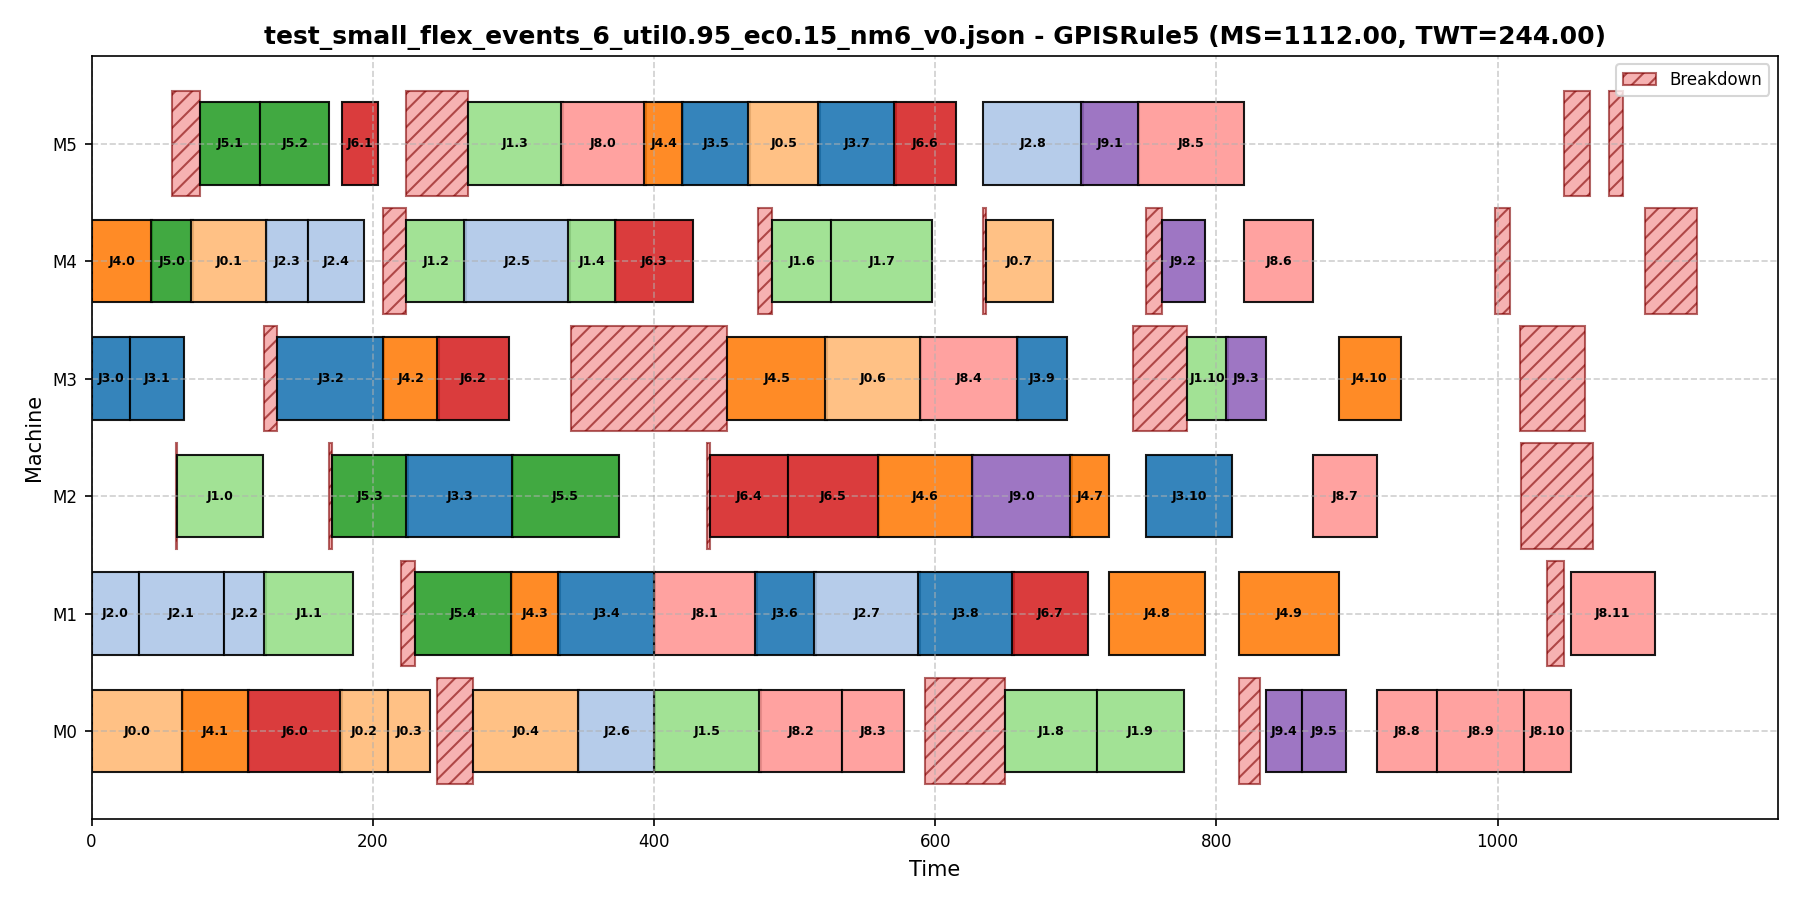 test_small_flex_events_6_util0.95_ec0.15_nm6_v0.json - GPISRule5 (MS=1112.00, TWT=244.00)
Breakdown
Machine
M5
J5.1 J5.2 J6.1 J1.3 J8.0 J4.4 J3.5 J0.5 J3.7 J6.6 J2.8 J9.1 J8.5
M4
J4.0 J5.0 J0.1 J2.3 J2.4 J1.2 J2.5 J1.4 J6.3 J1.6 J1.7 J0.7 J9.2 J8.6
M3
J3.0 J3.1 J3.2 J4.2 J6.2 J4.5 J0.6 J8.4 J3.9 J1.10 J9.3 J4.10
M2
J1.0 J5.3 J3.3 J5.5 J6.4 J6.5 J4.6 J9.0 J4.7 J3.10 J8.7
M1
J2.0 J2.1 J2.2 J1.1 J5.4 J4.3 J3.4 J8.1 J3.6 J2.7 J3.8 J6.7 J4.8 J4.9 J8.11
M0
J0.0 J4.1 J6.0 J0.2 J0.3 J0.4 J2.6 J1.5 J8.2 J8.3 J1.8 J1.9 J9.4 J9.5 J8.8 J8.9 J8.10
0 200 400 600 800 1000
Time